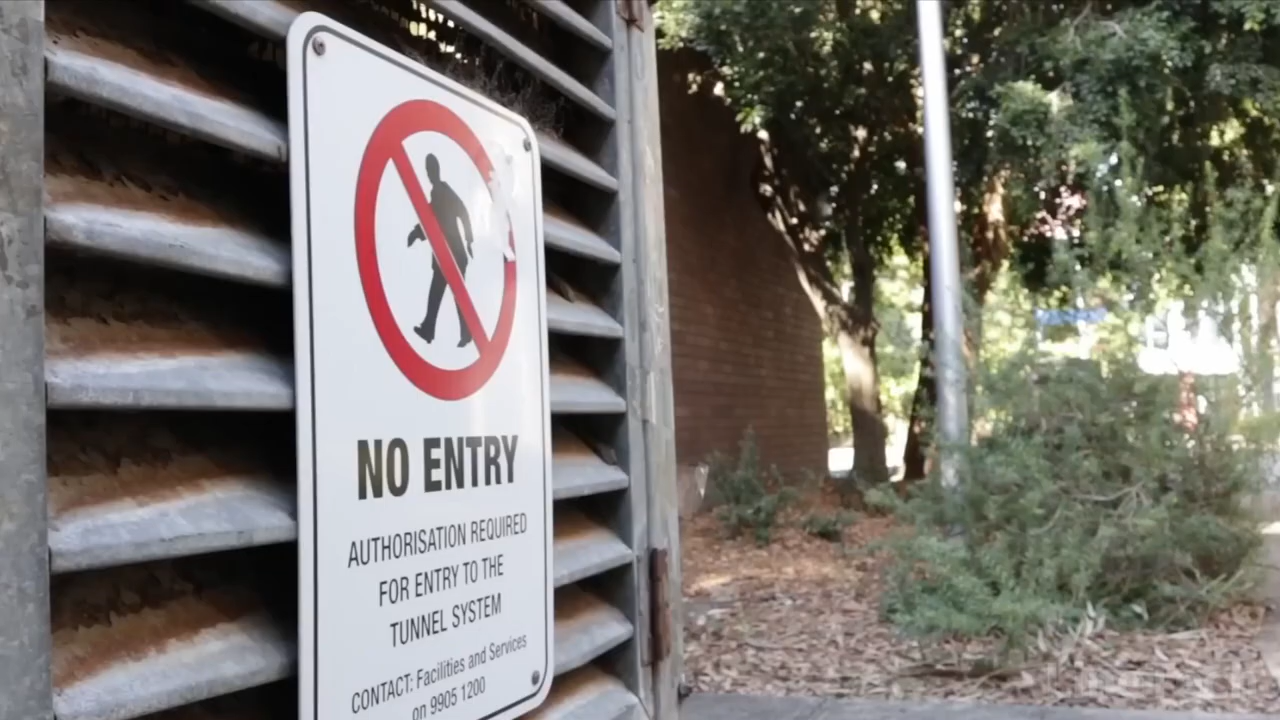 NO ENTRY
AUTHORISATION REQUIRED
FOR ENTRY TO THE
TUNNEL SYSTEM
CONTACT: Facilities and Services
on 9905 1200